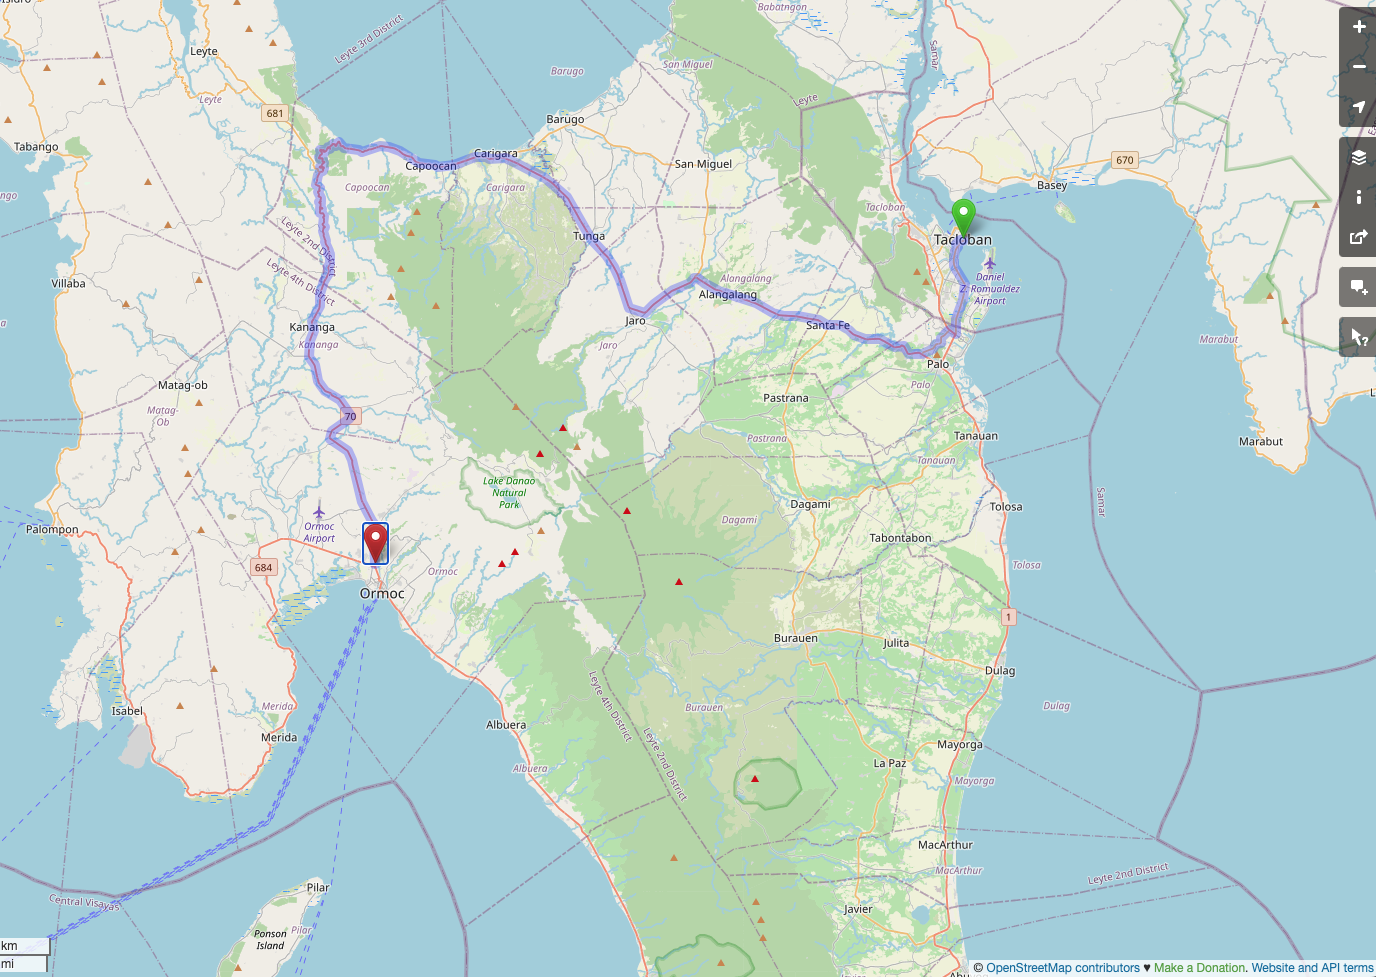 Babatngon
Leyte 3rd District
Samar
Leyte
San Miguel
Barugo
Leyte
Leyte
681
Barugo
Tabango
Carigara
Capoocan
San Miguel
670
Basey
Capoocan
Carigara
Tacloban
Leyte 2nd District
Tunga
Tacloban
Leyte 4th District
Alangalang
Daniel
Z. Romualdez
Airport
Villaba
Alangalang
Jaro
Santa Fe
Kananga
Kananga
Jaro
Marabut
Palo
Matag-ob
Palo
Pastrana
Matag-
Ob
70
Tanauan
Pastrana
Marabut
Tanauan
Lake Danao
Natural
Park
Samar
Dagami
Tolosa
Ormoc
Airport
Dagami
Palompon
Tabontabon
684
Ormoc
Tolosa
Ormoc
1
Burauen
Julita
Dulag
Leyte 4th District
Merida
Burauen
Dulag
Isabel
Albuera
Merida
Leyte 2nd District
Mayorga
La Paz
Albuera
Mayorga
MacArthur
MacArthur
Leyte 2nd District
Pilar
Central Visayas
Javier
Ponson
Island
Pilar
km
mi
© OpenStreetMap contributors ♥ Make a Donation. Website and API terms